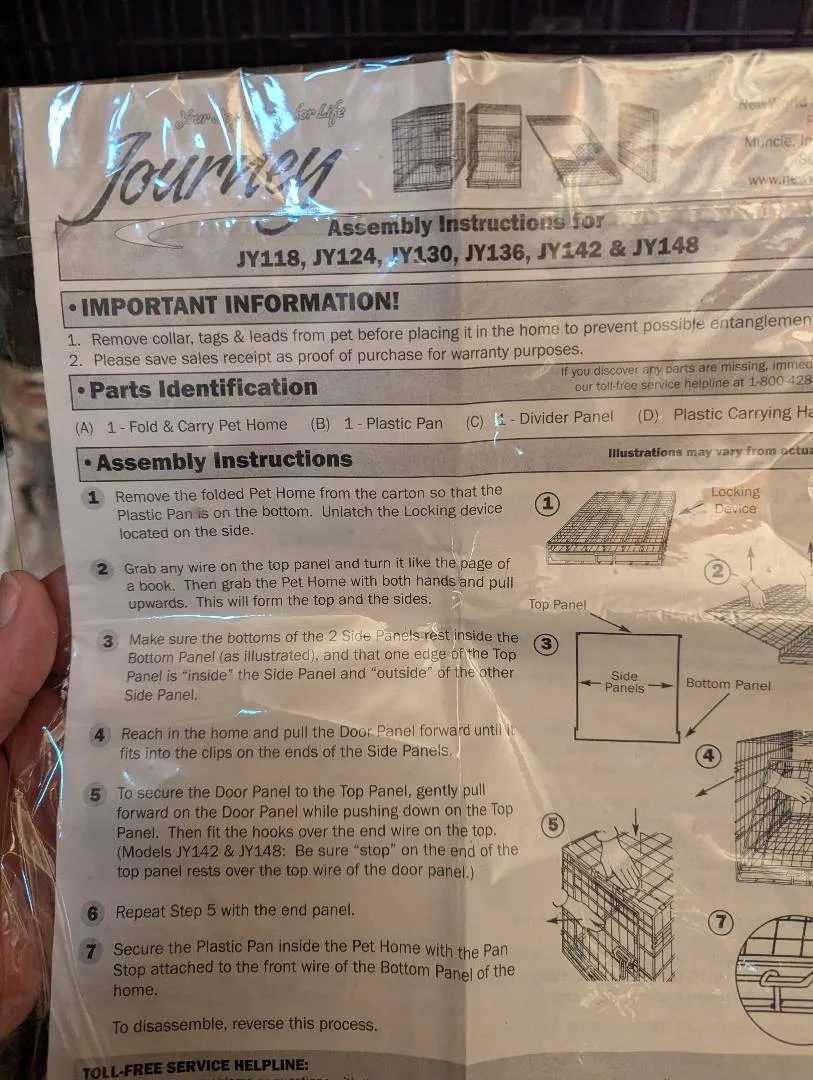 for Life
Journey
NewWorld
Muncie,
www.new
Assembly Instructions for
JY118, JY124, JY130, JY136, JY142 & JY148
• IMPORTANT INFORMATION!
1. Remove collar, tags & leads from pet before placing it in the home to prevent possible entanglemen
2. Please save sales receipt as proof of purchase for warranty purposes.
• Parts Identification
If you discover any parts are missing, immed
our toll-free service helpline at 1-800-428
(A) 1 - Fold & Carry Pet Home (B) 1 - Plastic Pan (C) 1 - Divider Panel (D) Plastic Carrying Ha
• Assembly Instructions
Illustrations may vary from actua
1 Remove the folded Pet Home from the carton so that the
Plastic Pan is on the bottom. Unlatch the Locking device
located on the side.
2 Grab any wire on the top panel and turn it like the page of
a book. Then grab the Pet Home with both hands and pull
upwards. This will form the top and the sides.
3 Make sure the bottoms of the 2 Side Panels rest inside the
Bottom Panel (as illustrated), and that one edge of the Top
Panel is "inside" the Side Panel and "outside" of the other
Side Panel.
4 Reach in the home and pull the Door Panel forward until it
fits into the clips on the ends of the Side Panels.
5 To secure the Door Panel to the Top Panel, gently pull
forward on the Door Panel while pushing down on the Top
Panel. Then fit the hooks over the end wire on the top.
(Models JY142 & JY148: Be sure "stop" on the end of the
top panel rests over the top wire of the door panel.)
6 Repeat Step 5 with the end panel.
7 Secure the Plastic Pan inside the Pet Home with the Pan
Stop attached to the front wire of the Bottom Panel of the
home.
To disassemble, reverse this process.
1
Locking
Device
2
Top Panel
3
Side
Panels
Bottom Panel
4
5
7
TOLL-FREE SERVICE HELPLINE: